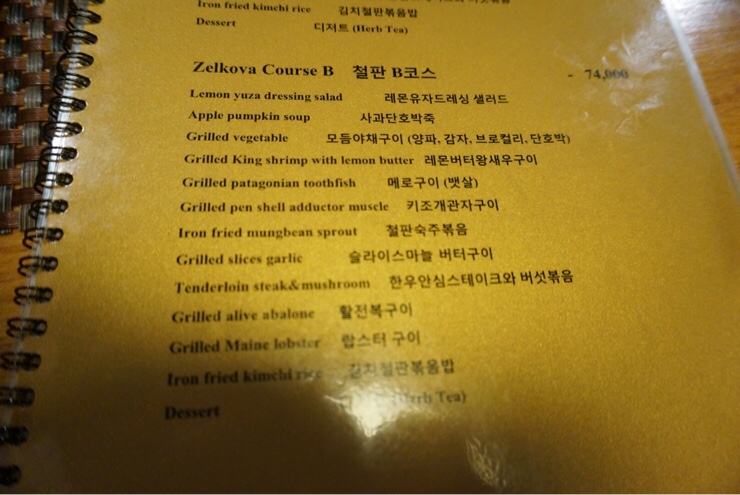 Iron fried kimchi rice 김치철판볶음밥
Dessert 디저트 (Herb Tea)
Zelkova Course B 철판 B코스 - 74,000
Lemon yuza dressing salad 레몬유자드레싱 샐러드
Apple pumpkin soup 사과단호박죽
Grilled vegetable 모듬야채구이 (양파, 감자, 브로컬리, 단호박)
Grilled King shrimp with lemon butter 레몬버터왕새우구이
Grilled patagonian toothfish 메로구이 (뱃살)
Grilled pen shell adductor muscle 키조개관자구이
Iron fried mungbean sprout 철판숙주볶음
Grilled slices garlic 슬라이스마늘 버터구이
Tenderloin steak&mushroom 한우안심스테이크와 버섯볶음
Grilled alive abalone 활전복구이
Grilled Maine lobster 랍스터 구이
Iron fried kimchi rice 김치철판볶음밥
Dessert (Herb Tea)